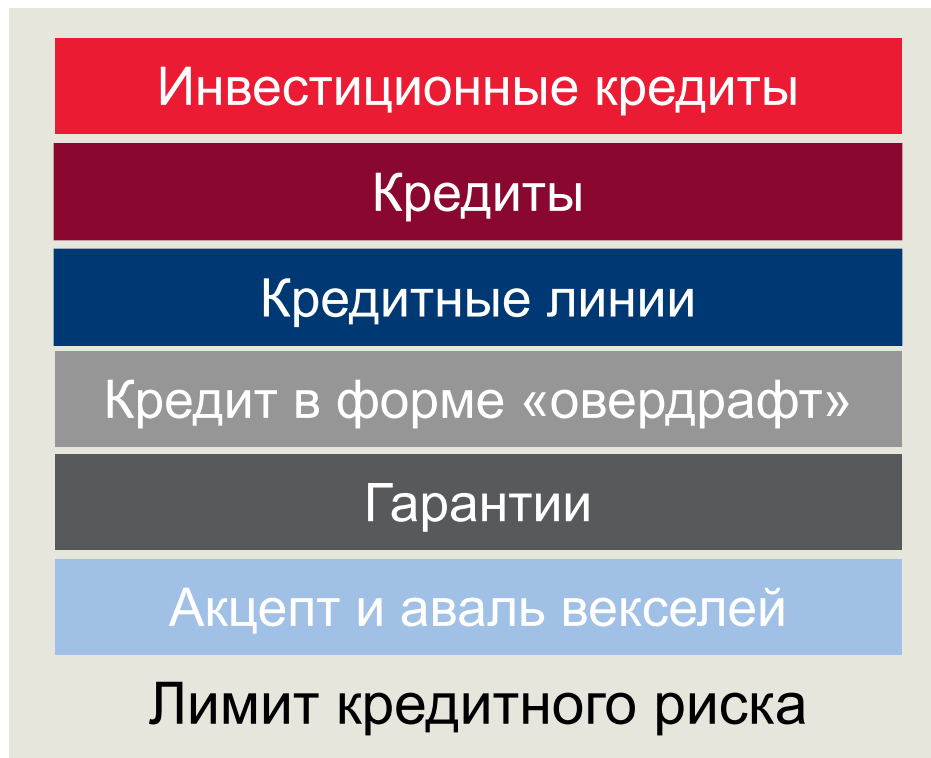 Инвестиционные кредиты
Кредиты
Кредитные линии
Кредит в форме «овердрафт»
Гарантии
Акцепт и аваль векселей
Лимит кредитного риска